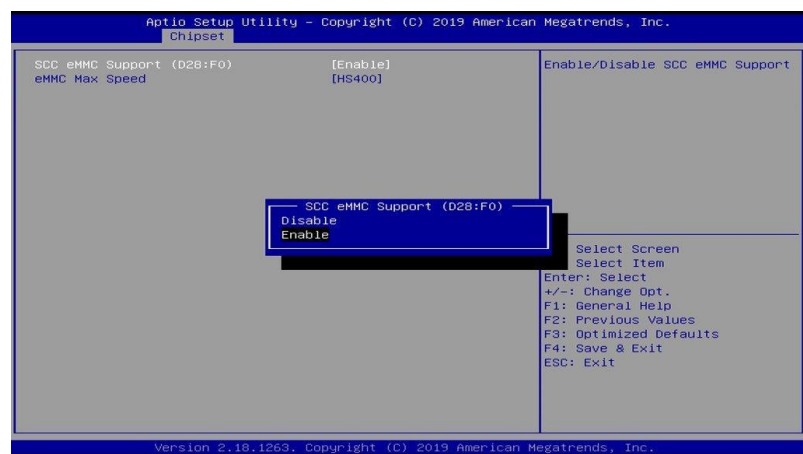 Aptio Setup Utility – Copyright (C) 2019 American Megatrends, Inc.
Chipset
SCC eMMC Support (D28:F0) [Enable]
eMMC Max Speed [HS400]
Enable/Disable SCC eMMC Support
SCC eMMC Support (D28:F0)
Disable
Enable
Select Screen
Select Item
Enter: Select
+/-: Change Opt.
F1: General Help
F2: Previous Values
F3: Optimized Defaults
F4: Save & Exit
ESC: Exit
Version 2.18.1263. Copyright (C) 2019 American Megatrends, Inc.